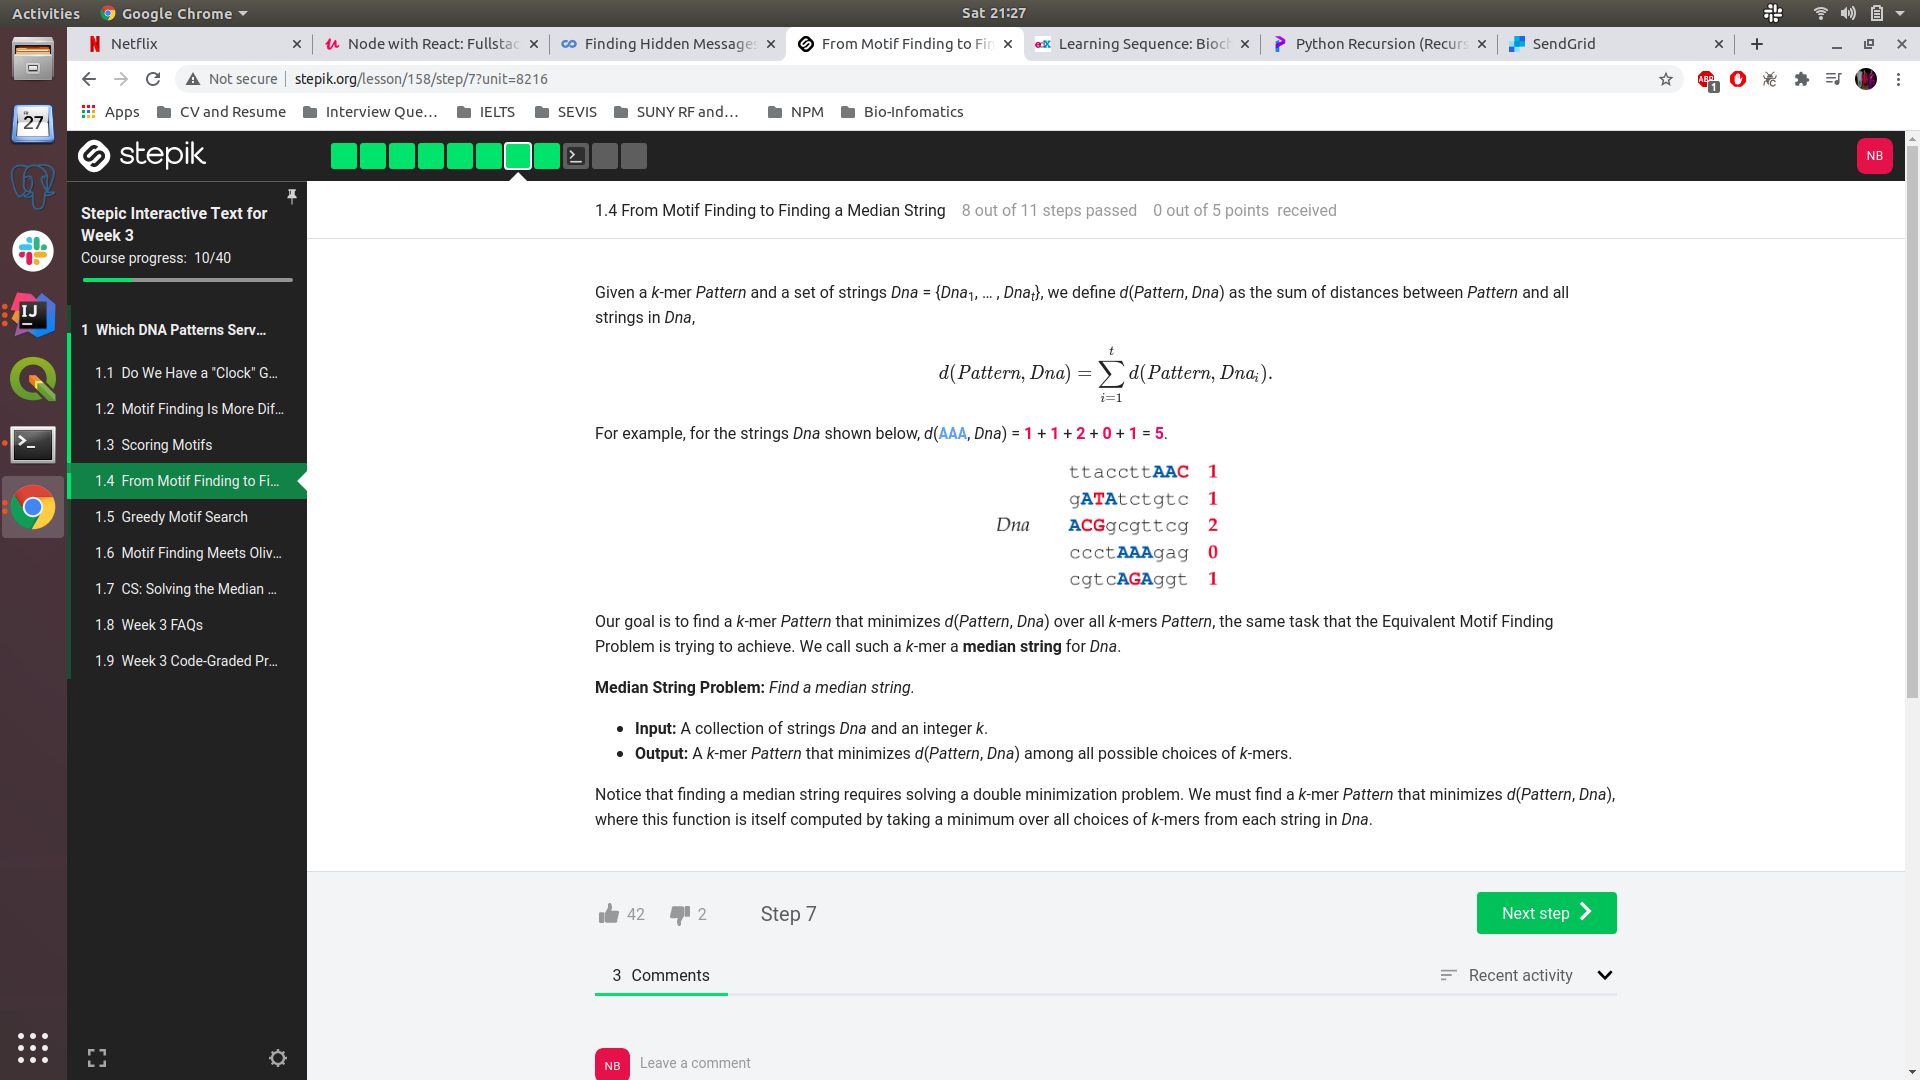 Activities Google Chrome Sat 21:27
Netflix Node with React: Fullstac Finding Hidden Messages From Motif Finding to Fin Learning Sequence: Bioch Python Recursion (Recurs SendGrid
Not secure stepik.org/lesson/158/step/7?unit=8216
Apps CV and Resume Interview Que... IELTS SEVIS SUNY RF and... NPM Bio-Infomatics
27
stepik
NB
Stepic Interactive Text for
Week 3
Course progress: 10/40
1 Which DNA Patterns Serv...
1.1 Do We Have a "Clock" G...
1.2 Motif Finding Is More Dif...
1.3 Scoring Motifs
1.4 From Motif Finding to Fi...
1.5 Greedy Motif Search
1.6 Motif Finding Meets Oliv...
1.7 CS: Solving the Median ...
1.8 Week 3 FAQs
1.9 Week 3 Code-Graded Pr...
1.4 From Motif Finding to Finding a Median String 8 out of 11 steps passed 0 out of 5 points received
Given a k-mer Pattern and a set of strings Dna = {Dna1, ... , Dnat}, we define d(Pattern, Dna) as the sum of distances between Pattern and all
strings in Dna,
d(Pattern, Dna) = ∑ i=1 t d(Pattern, Dnai).
For example, for the strings Dna shown below, d(AAA, Dna) = 1 + 1 + 2 + 0 + 1 = 5.
ttaccttAAC 1
gATAtctgtc 1
Dna ACGgcgttcg 2
ccctAAAgag 0
cgtcAGAggt 1
Our goal is to find a k-mer Pattern that minimizes d(Pattern, Dna) over all k-mers Pattern, the same task that the Equivalent Motif Finding
Problem is trying to achieve. We call such a k-mer a median string for Dna.
Median String Problem: Find a median string.
• Input: A collection of strings Dna and an integer k.
• Output: A k-mer Pattern that minimizes d(Pattern, Dna) among all possible choices of k-mers.
Notice that finding a median string requires solving a double minimization problem. We must find a k-mer Pattern that minimizes d(Pattern, Dna),
where this function is itself computed by taking a minimum over all choices of k-mers from each string in Dna.
42 2 Step 7 Next step
3 Comments Recent activity
NB Leave a comment